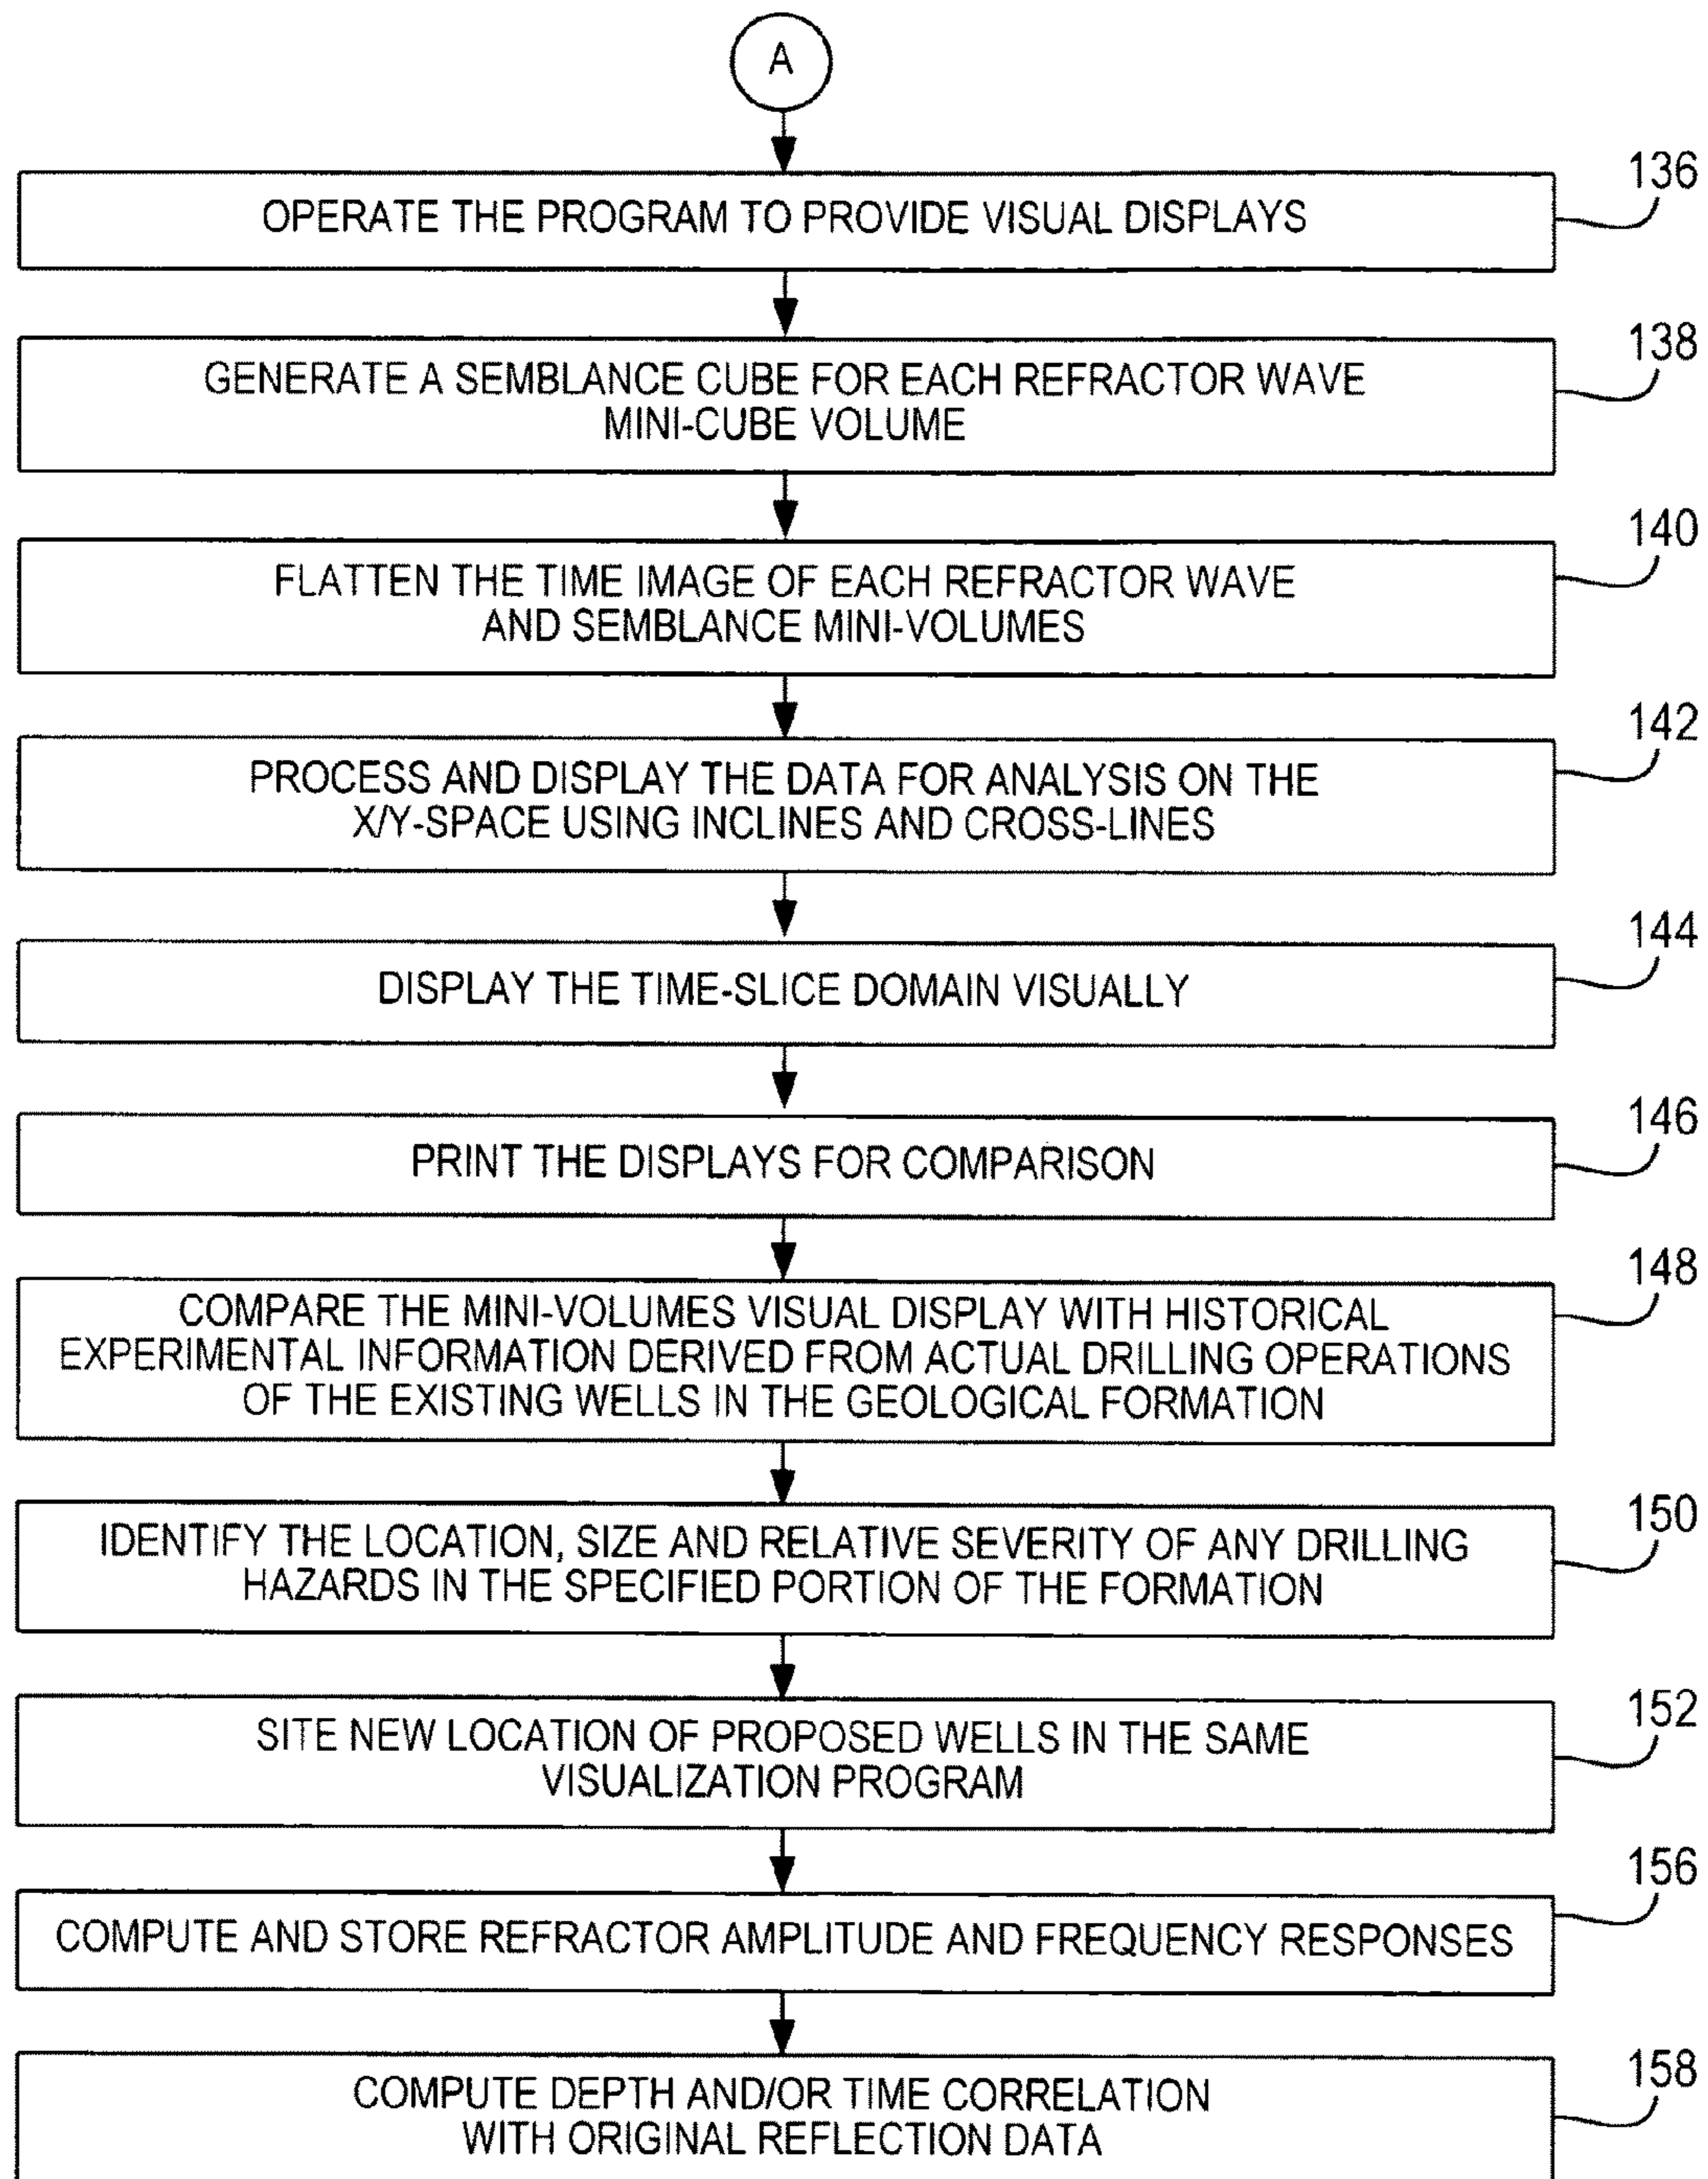 A
136
OPERATE THE PROGRAM TO PROVIDE VISUAL DISPLAYS
138
GENERATE A SEMBLANCE CUBE FOR EACH REFRACTOR WAVE
MINI-CUBE VOLUME
140
FLATTEN THE TIME IMAGE OF EACH REFRACTOR WAVE
AND SEMBLANCE MINI-VOLUMES
142
PROCESS AND DISPLAY THE DATA FOR ANALYSIS ON THE
X/Y-SPACE USING INCLINES AND CROSS-LINES
144
DISPLAY THE TIME-SLICE DOMAIN VISUALLY
146
PRINT THE DISPLAYS FOR COMPARISON
148
COMPARE THE MINI-VOLUMES VISUAL DISPLAY WITH HISTORICAL
EXPERIMENTAL INFORMATION DERIVED FROM ACTUAL DRILLING OPERATIONS
OF THE EXISTING WELLS IN THE GEOLOGICAL FORMATION
150
IDENTIFY THE LOCATION, SIZE AND RELATIVE SEVERITY OF ANY DRILLING
HAZARDS IN THE SPECIFIED PORTION OF THE FORMATION
152
SITE NEW LOCATION OF PROPOSED WELLS IN THE SAME
VISUALIZATION PROGRAM
156
COMPUTE AND STORE REFRACTOR AMPLITUDE AND FREQUENCY RESPONSES
158
COMPUTE DEPTH AND/OR TIME CORRELATION
WITH ORIGINAL REFLECTION DATA